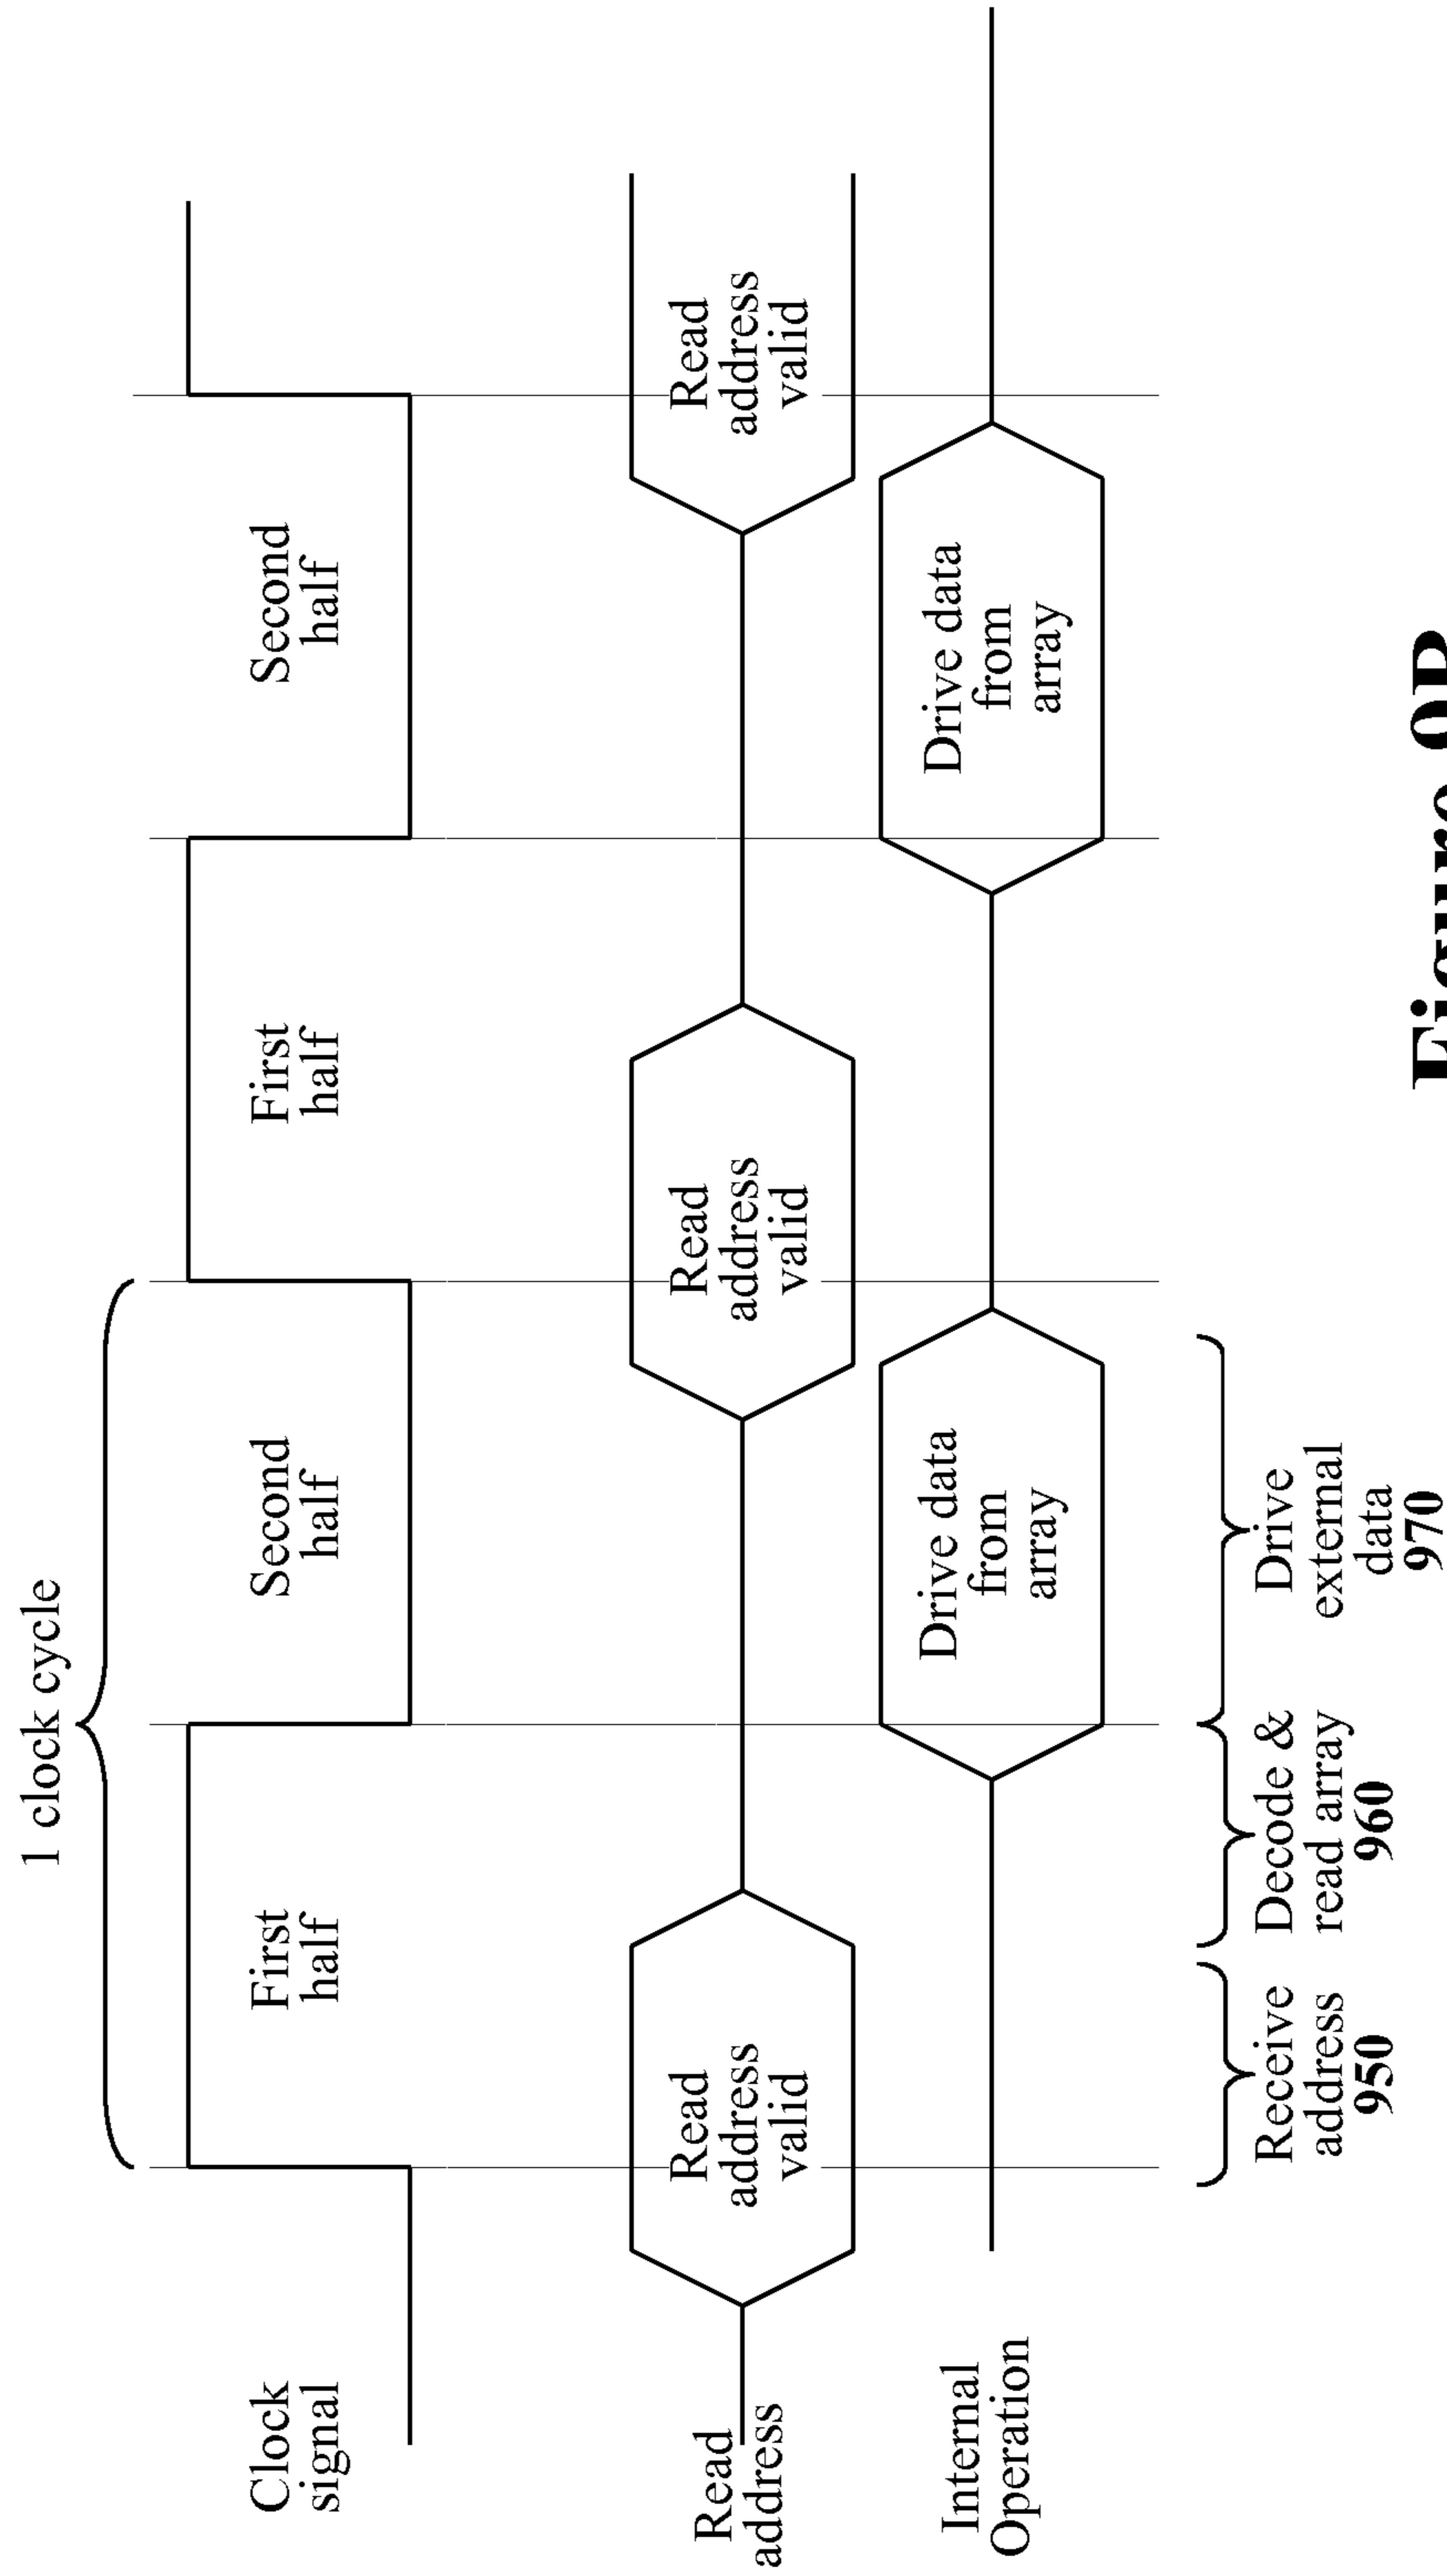 1 clock cycle
Clock
signal
First
half
Second
half
First
half
Second
half
Read
address
Read
address
valid
Read
address
valid
Read
address
valid
Internal
Operation
Drive data
from
array
Drive data
from
array
Receive
address
950
Decode &
read array
960
Drive
external
data
970
Figure